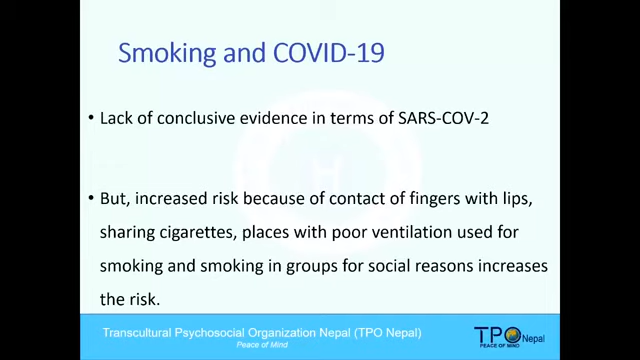 Smoking and COVID-19
• Lack of conclusive evidence in terms of SARS-COV-2
• But, increased risk because of contact of fingers with lips,
sharing cigarettes, places with poor ventilation used for
smoking and smoking in groups for social reasons increases
the risk.
Transcultural Psychosocial Organization Nepal (TPO Nepal)
Peace of Mind
TPO Nepal
PEACE OF MIND